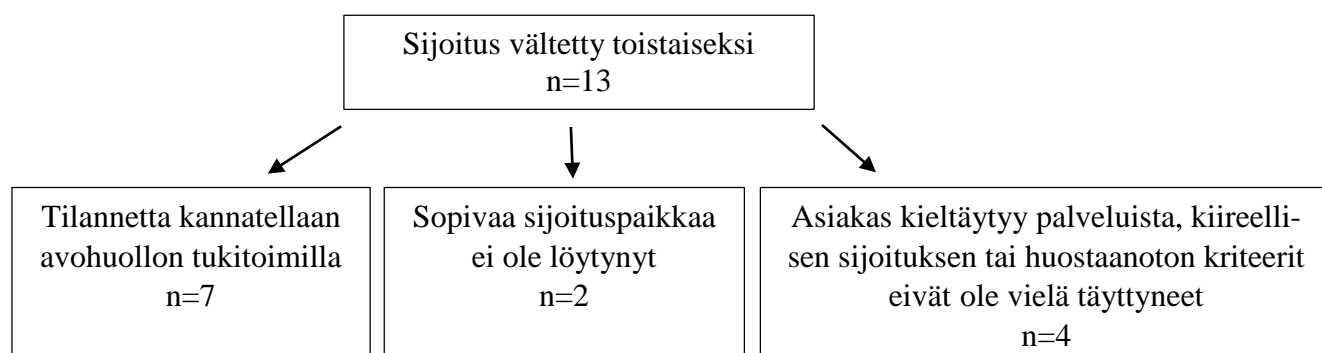 Sijoitus vältetty toistaiseksi
n=13
Tilannetta kannatellaan
avohuollon tukitoimilla
n=7
Sopivaa sijoituspaikkaa
ei ole löytynyt
n=2
Asiakas kieltäytyy palveluista, kiireelli-
sen sijoituksen tai huostaanoton kriteerit
eivät ole vielä täyttyneet
n=4